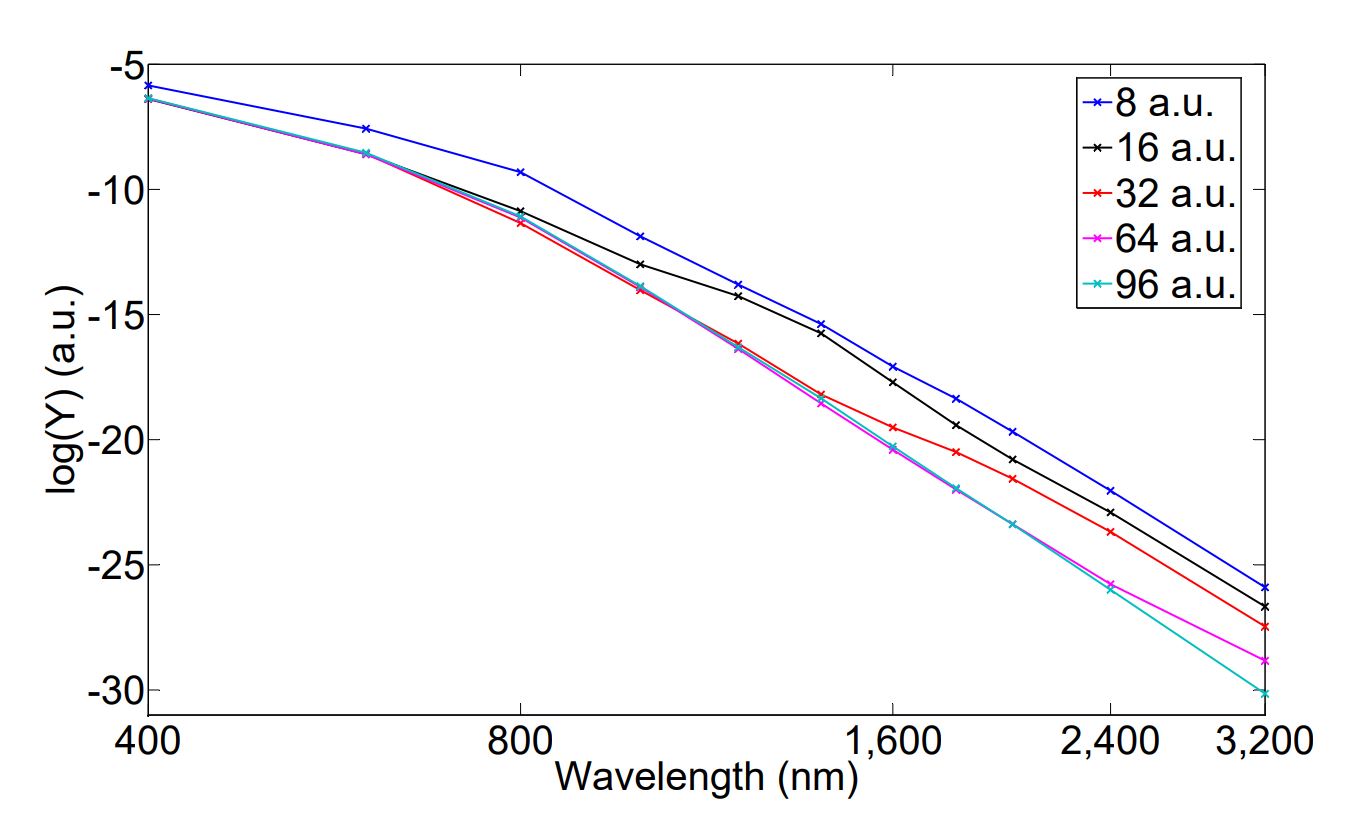 -5
-10
-15
-20
-25
-30
log(Y) (a.u.)
8 a.u.
16 a.u.
32 a.u.
64 a.u.
96 a.u.
400 800 1,600 2,400 3,200
Wavelength (nm)